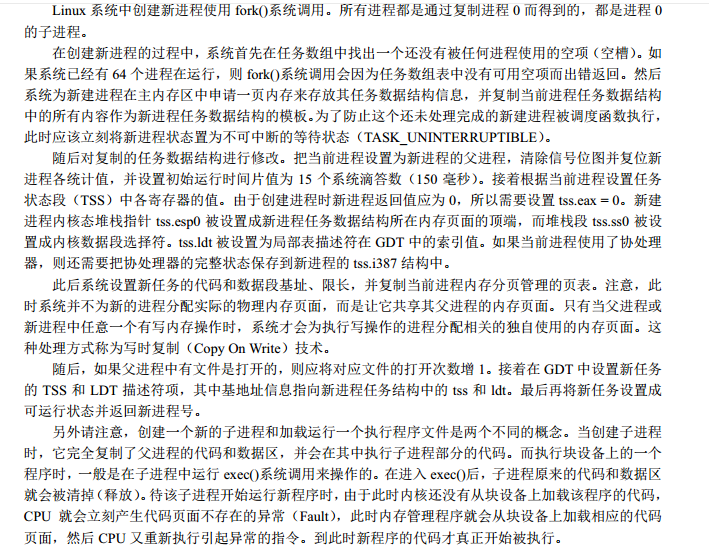 Linux 系统中创建新进程使用 fork()系统调用。所有进程都是通过复制进程 0 而得到的，都是进程 0
的子进程。
在创建新进程的过程中，系统首先在任务数组中找出一个还没有被任何进程使用的空项（空槽）。如
果系统已经有 64 个进程在运行，则 fork()系统调用会因为任务数组表中没有可用空项而出错返回。然后
系统为新建进程在主内存区中申请一页内存来存放其任务数据结构信息，并复制当前进程任务数据结构
中的所有内容作为新进程任务数据结构的模板。为了防止这个还未处理完成的新建进程被调度函数执行，
此时应该立刻将新进程状态置为不可中断的等待状态（TASK_UNINTERRUPTIBLE）。
随后对复制的任务数据结构进行修改。把当前进程设置为新进程的父进程，清除信号位图并复位新
进程各统计值，并设置初始运行时间片值为 15 个系统滴答数（150 毫秒）。接着根据当前进程设置任务
状态段（TSS）中各寄存器的值。由于创建进程时新进程返回值应为 0，所以需要设置 tss.eax = 0。新建
进程内核态堆栈指针 tss.esp0 被设置成新进程任务数据结构所在内存页面的顶端，而堆栈段 tss.ss0 被设
置成内核数据段选择符。tss.ldt 被设置为局部表描述符在 GDT 中的索引值。如果当前进程使用了协处理
器，则还需要把协处理器的完整状态保存到新进程的 tss.i387 结构中。
此后系统设置新任务的代码和数据段基址、限长，并复制当前进程内存分页管理的页表。注意，此
时系统并不为新的进程分配实际的物理内存页面，而是让它共享其父进程的内存页面。只有当父进程或
新进程中任意一个有写内存操作时，系统才会为执行写操作的进程分配相关的独自使用的内存页面。这
种处理方式称为写时复制（Copy On Write）技术。
随后，如果父进程中有文件是打开的，则应将对应文件的打开次数增 1。接着在 GDT 中设置新任务
的 TSS 和 LDT 描述符项，其中基地址信息指向新进程任务结构中的 tss 和 ldt。最后再将新任务设置成
可运行状态并返回新进程号。
另外请注意，创建一个新的子进程和加载运行一个执行程序文件是两个不同的概念。当创建子进程
时，它完全复制了父进程的代码和数据区，并会在其中执行子进程部分的代码。而执行块设备上的一个
程序时，一般是在子进程中运行 exec()系统调用来操作的。在进入 exec()后，子进程原来的代码和数据区
就会被清掉（释放）。待该子进程开始运行新程序时，由于此时内核还没有从块设备上加载该程序的代码，
CPU 就会立刻产生代码页面不存在的异常（Fault），此时内存管理程序就会从块设备上加载相应的代码
页面，然后 CPU 又重新执行引起异常的指令。到此时新程序的代码才真正开始被执行。